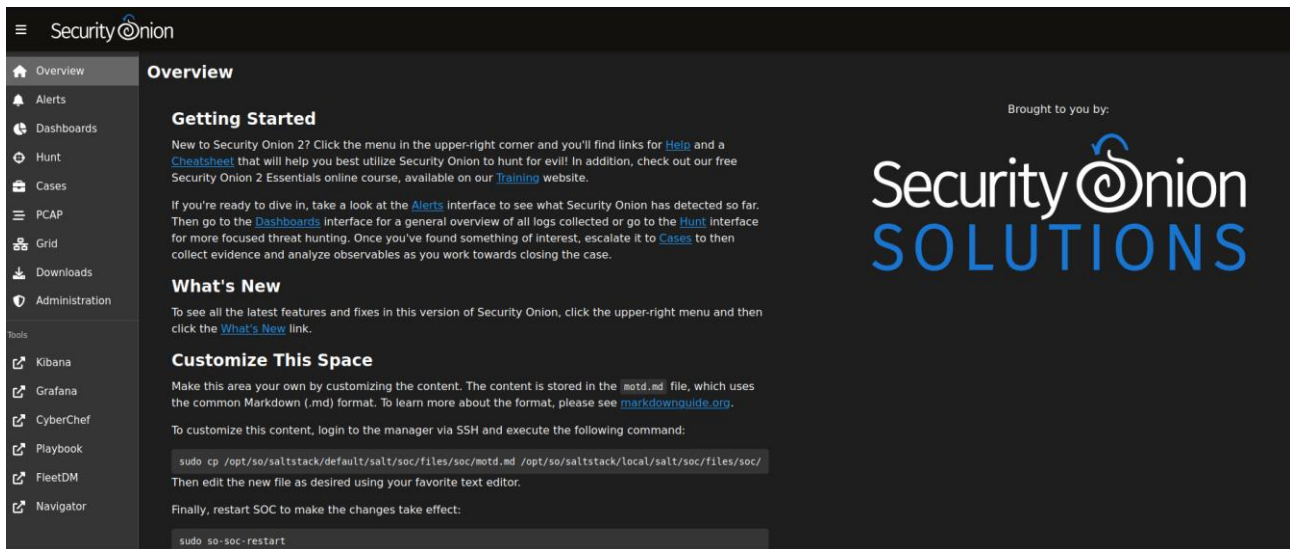 Security Onion
Overview
Alerts
Dashboards
Hunt
Cases
PCAP
Grid
Downloads
Administration
Tools
Kibana
Grafana
CyberChef
Playbook
FleetDM
Navigator
Overview
Getting Started
New to Security Onion 2? Click the menu in the upper-right corner and you'll find links for Help and a
Cheatsheet that will help you best utilize Security Onion to hunt for evil! In addition, check out our free
Security Onion 2 Essentials online course, available on our Training website.
If you're ready to dive in, take a look at the Alerts interface to see what Security Onion has detected so far.
Then go to the Dashboards interface for a general overview of all logs collected or go to the Hunt interface
for more focused threat hunting. Once you've found something of interest, escalate it to Cases to then
collect evidence and analyze observables as you work towards closing the case.
What's New
To see all the latest features and fixes in this version of Security Onion, click the upper-right menu and then
click the What's New link.
Customize This Space
Make this area your own by customizing the content. The content is stored in the motd.md file, which uses
the common Markdown (.md) format. To learn more about the format, please see markdownguide.org.
To customize this content, login to the manager via SSH and execute the following command:
sudo cp /opt/so/saltstack/default/salt/soc/files/soc/motd.md /opt/so/saltstack/local/salt/soc/files/soc/
Then edit the new file as desired using your favorite text editor.
Finally, restart SOC to make the changes take effect:
sudo so-soc-restart
Brought to you by:
Security Onion
SOLUTIONS